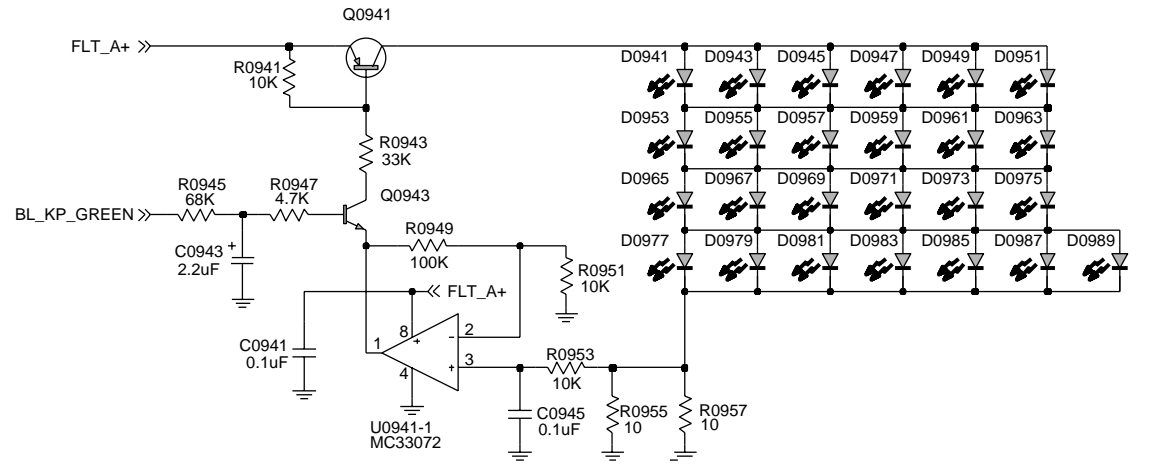 Q0941
FLT_A+
R0941
10K
D0941 D0943 D0945 D0947 D0949 D0951
D0953 D0955 D0957 D0959 D0961 D0963
R0943
33K
R0945
68K
R0947
4.7K
Q0943
D0965 D0967 D0969 D0971 D0973 D0975
BL_KP_GREEN
C0943
+
2.2uF
R0949
100K
D0977 D0979 D0981 D0983 D0985 D0987 D0989
R0951
10K
FLT_A+
8
+
- 2
1
C0941
0.1uF
+ 3
4
R0953
10K
C0945
0.1uF
R0955
10
R0957
10
U0941-1
MC33072